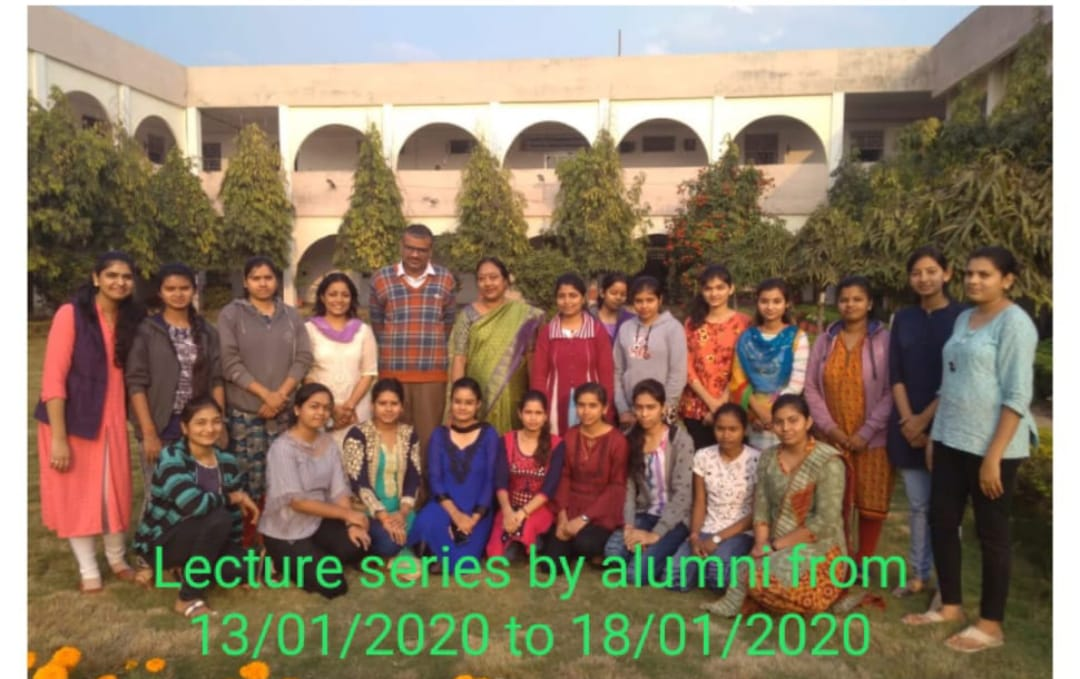 Lecture series by alumni from
13/01/2020 to 18/01/2020